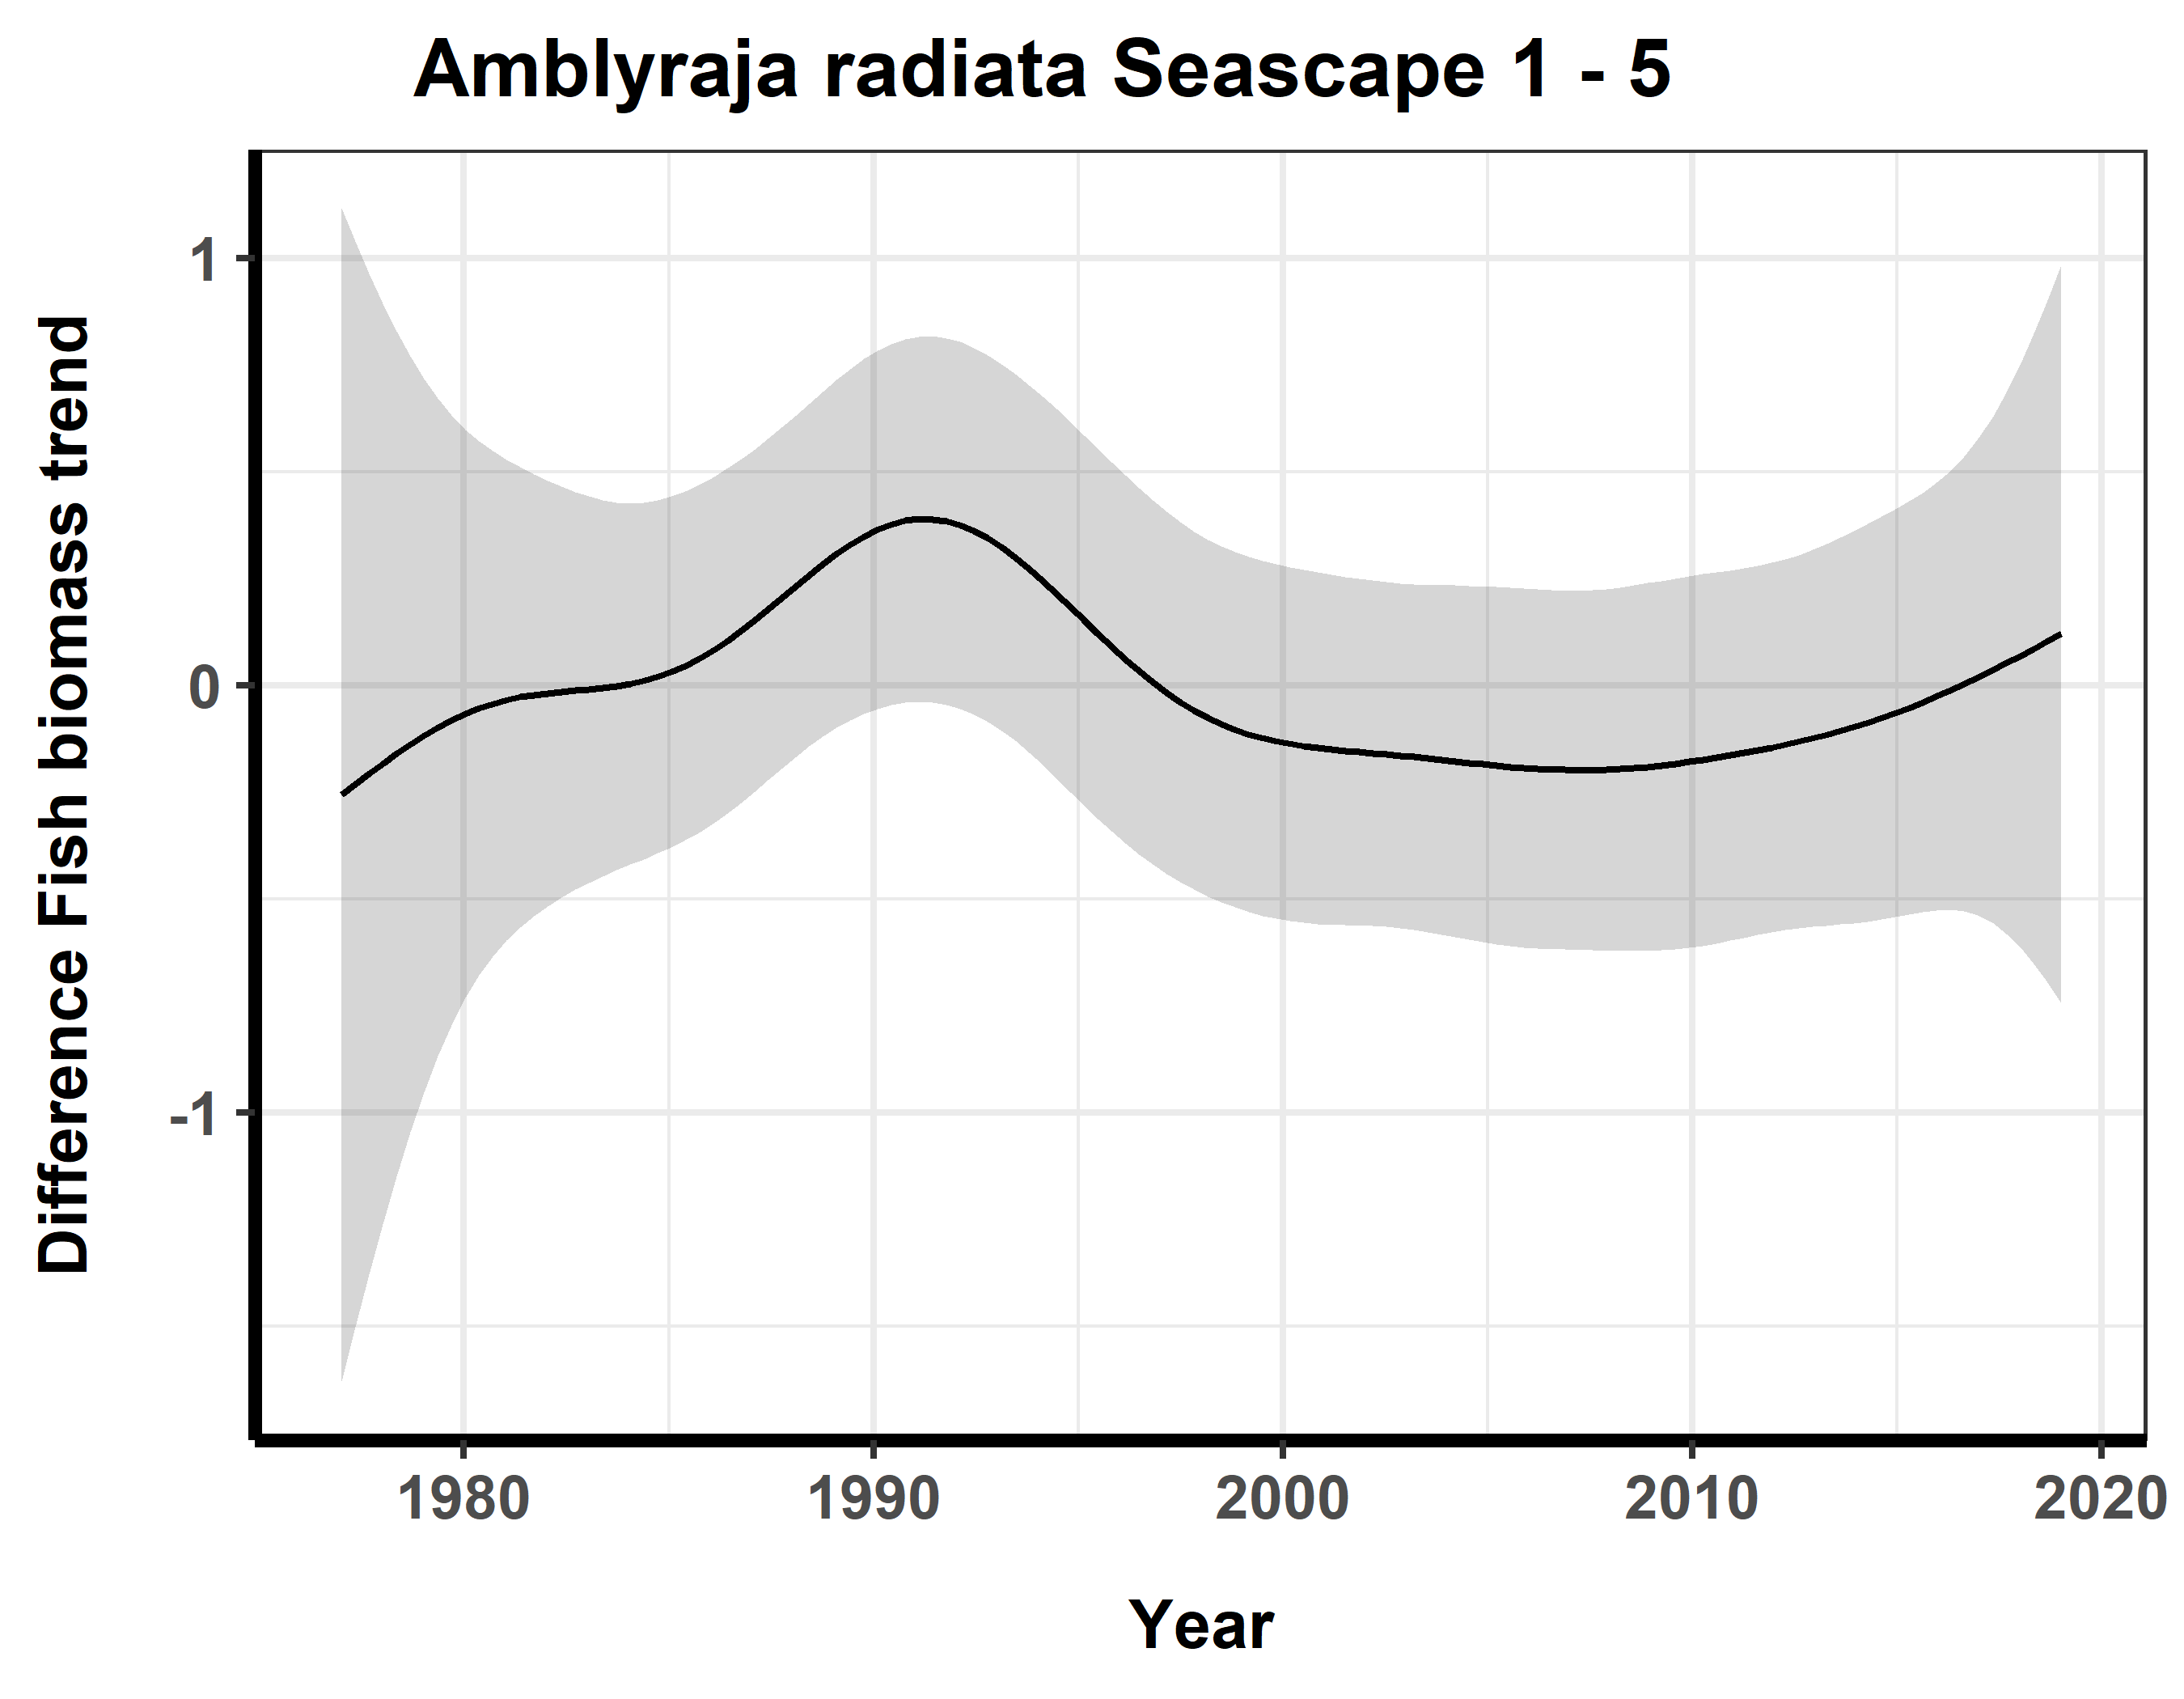 Amblyraja radiata Seascape 1 - 5
Difference Fish biomass trend
1
0
-1
1980
1990
2000
2010
2020
Year